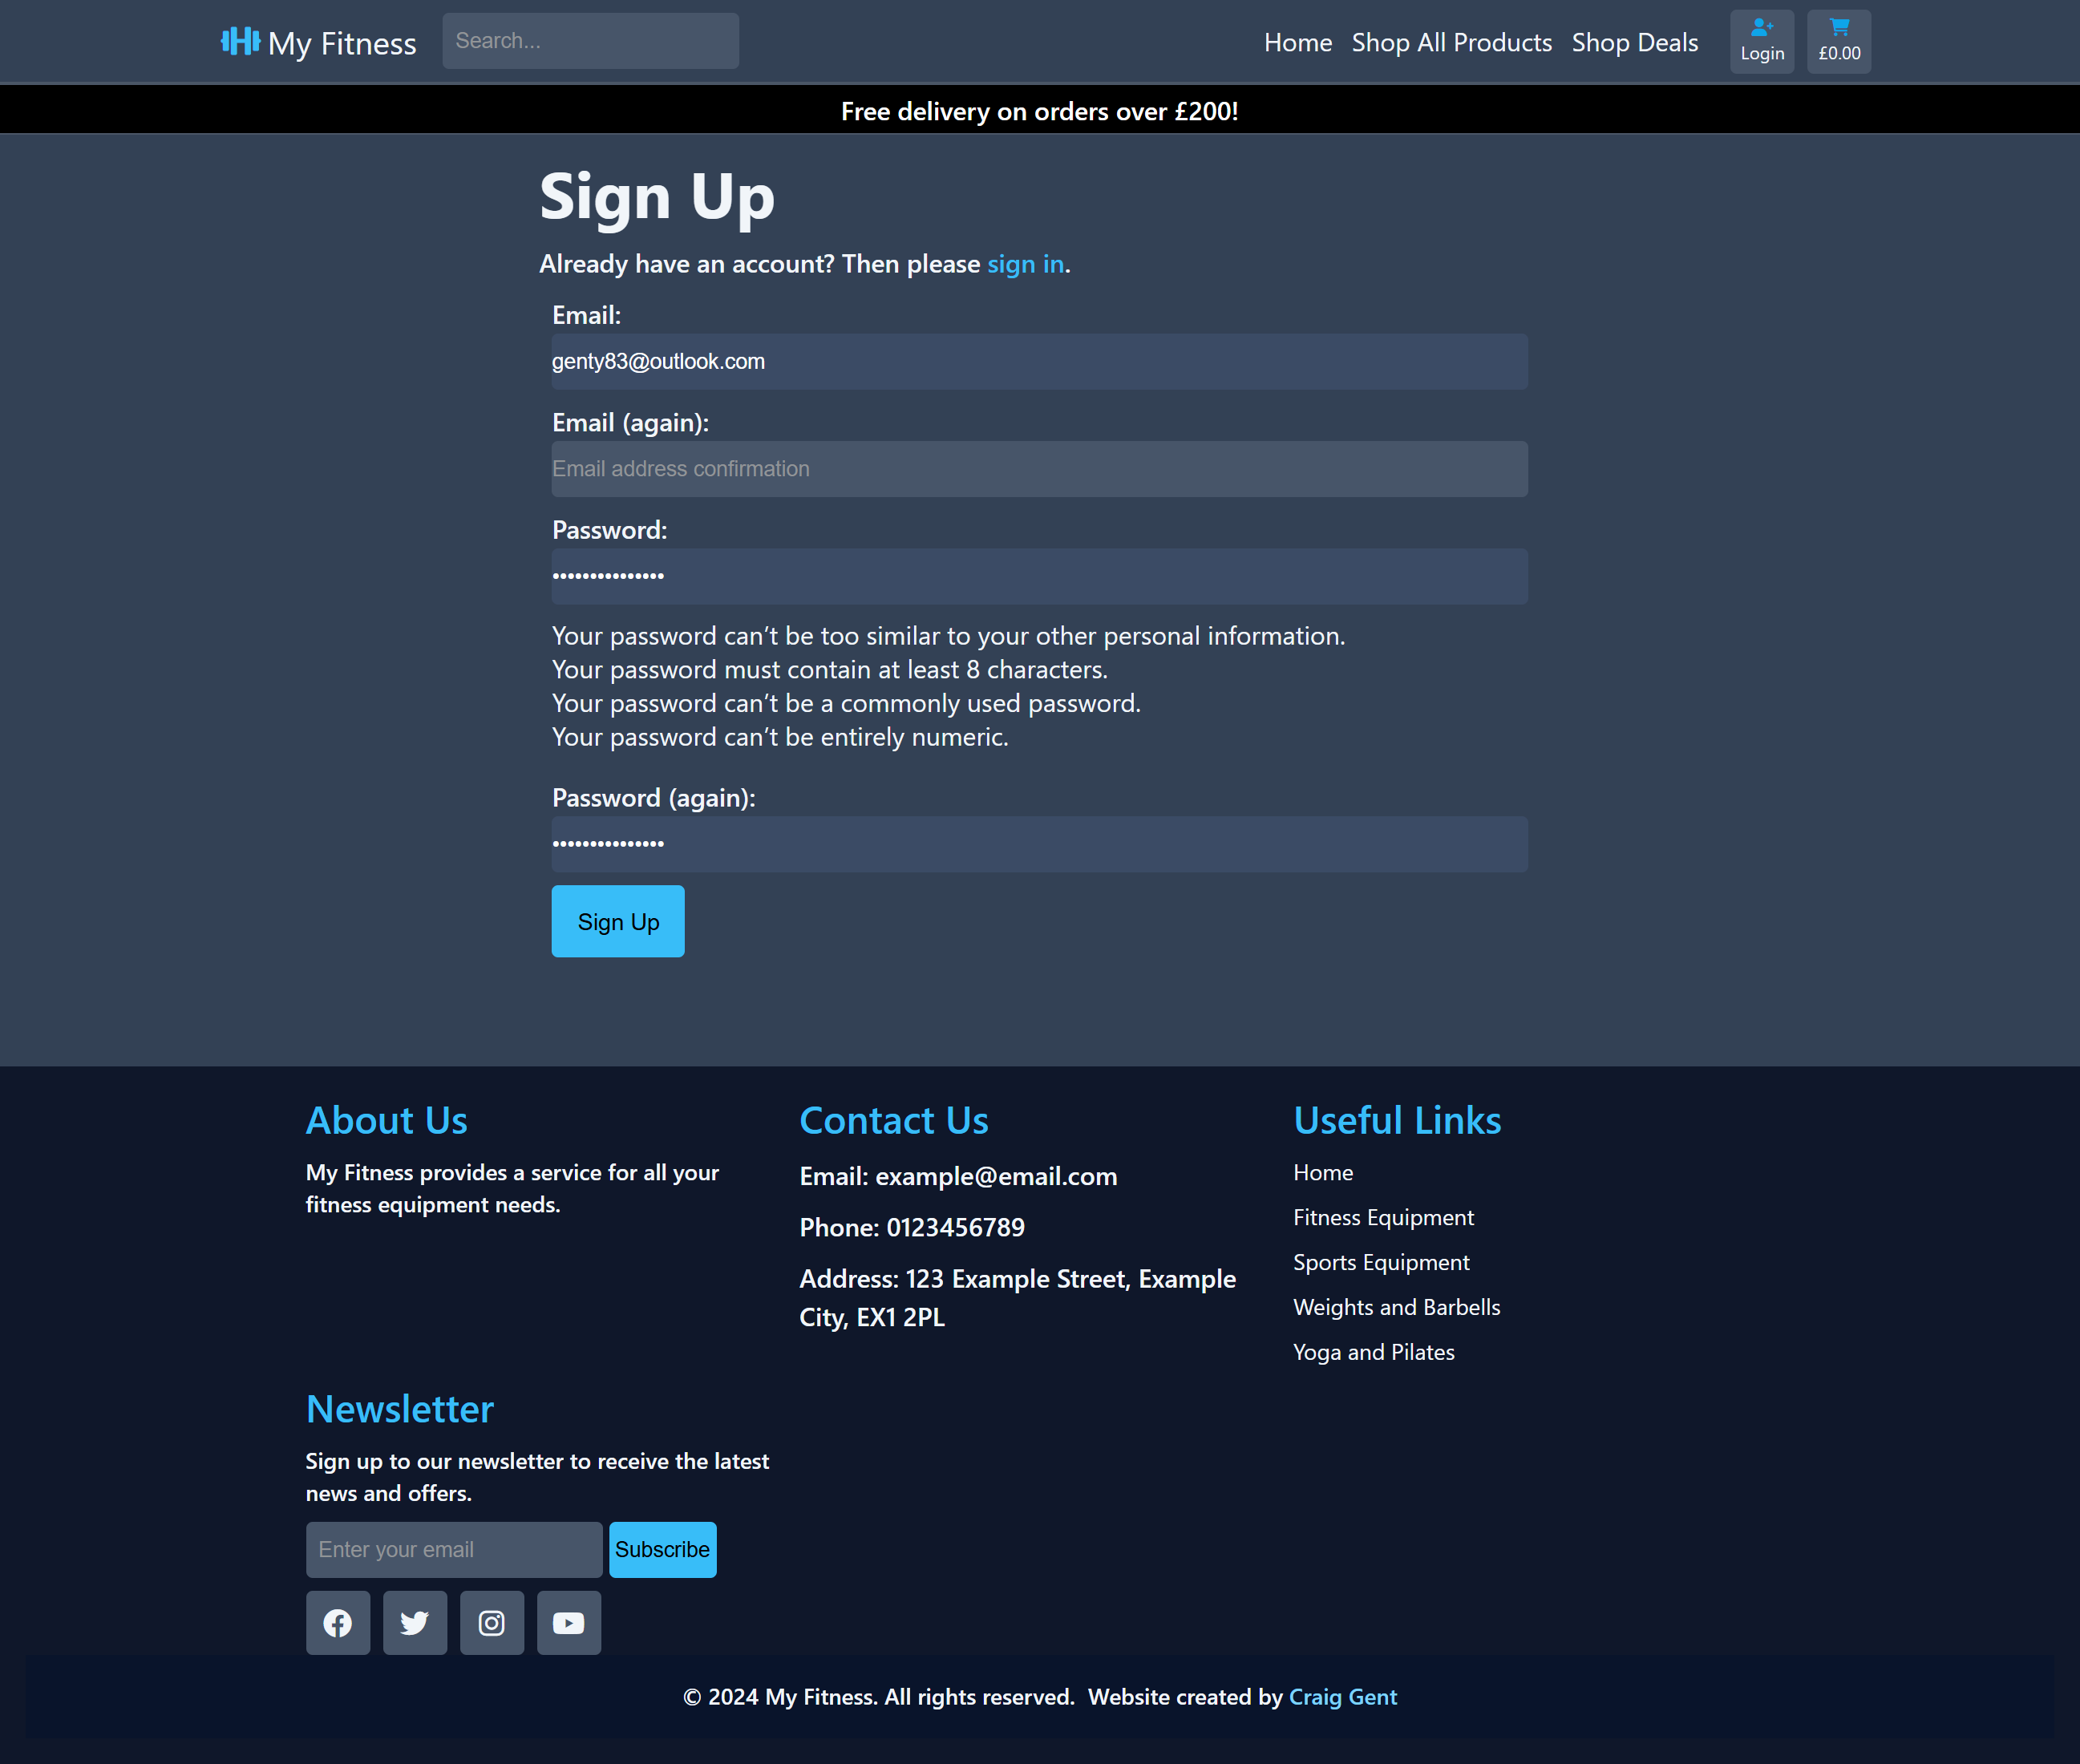 My Fitness
Search...
Home
Shop All Products
Shop Deals
Login
£0.00
Free delivery on orders over £200!
Sign Up
Already have an account? Then please sign in.
Email:
genty83@outlook.com
Email (again):
Email address confirmation
Password:
•••••••••••••••
Your password can’t be too similar to your other personal information.
Your password must contain at least 8 characters.
Your password can’t be a commonly used password.
Your password can’t be entirely numeric.
Password (again):
•••••••••••••••
Sign Up
About Us
My Fitness provides a service for all your
fitness equipment needs.
Contact Us
Email: example@email.com
Phone: 0123456789
Address: 123 Example Street, Example
City, EX1 2PL
Useful Links
Home
Fitness Equipment
Sports Equipment
Weights and Barbells
Yoga and Pilates
Newsletter
Sign up to our newsletter to receive the latest
news and offers.
Enter your email
Subscribe
© 2024 My Fitness. All rights reserved. Website created by Craig Gent